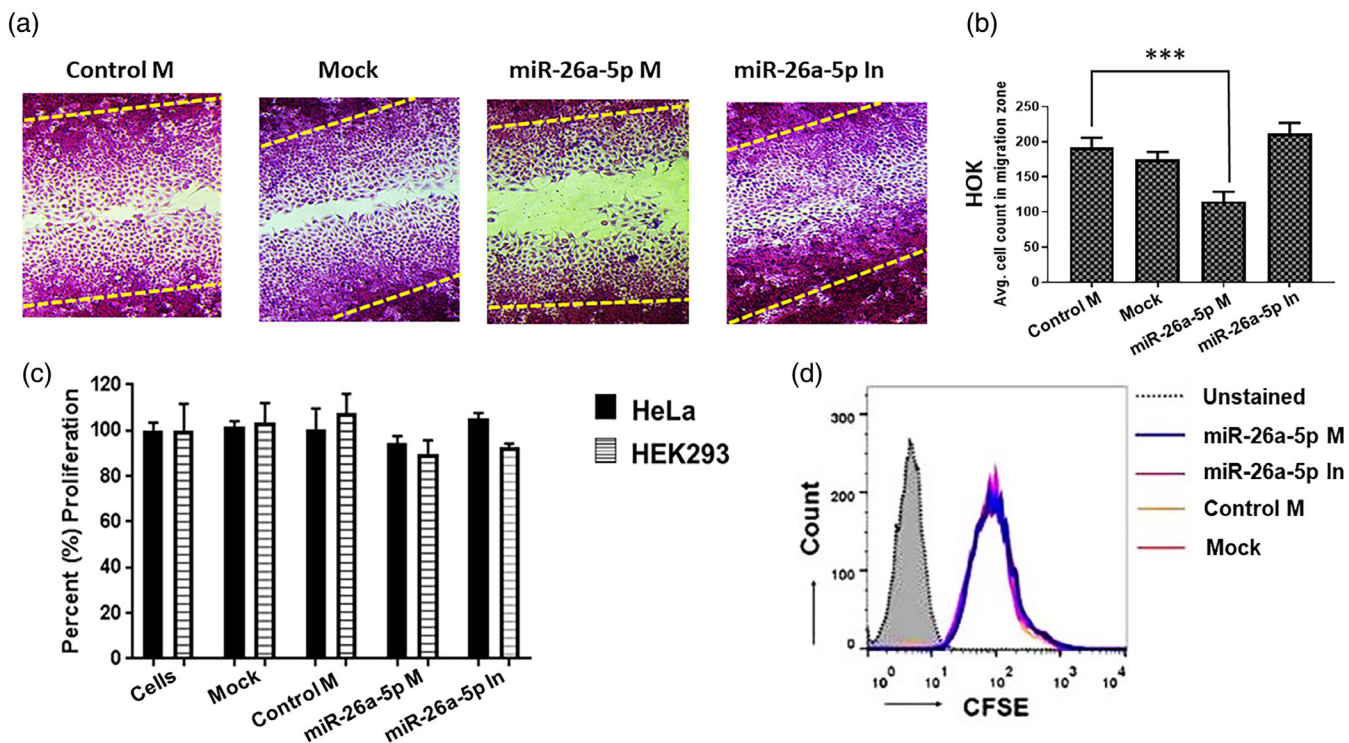 (a)
Control M
Mock
miR-26a-5p M
miR-26a-5p In
(b)
***
HOK
Avg. cell count in migration zone
250
200
150
100
50
0
Control M
Mock
miR-26a-5p M
miR-26a-5p In
(c)
Percent (%) Proliferation
120
100
80
60
40
20
0
Cells
Mock
Control M
miR-26a-5p M
miR-26a-5p In
HeLa
HEK293
(d)
Count
300
200
100
0
10⁰
10¹
10²
10³
10⁴
CFSE
Unstained
miR-26a-5p M
miR-26a-5p In
Control M
Mock